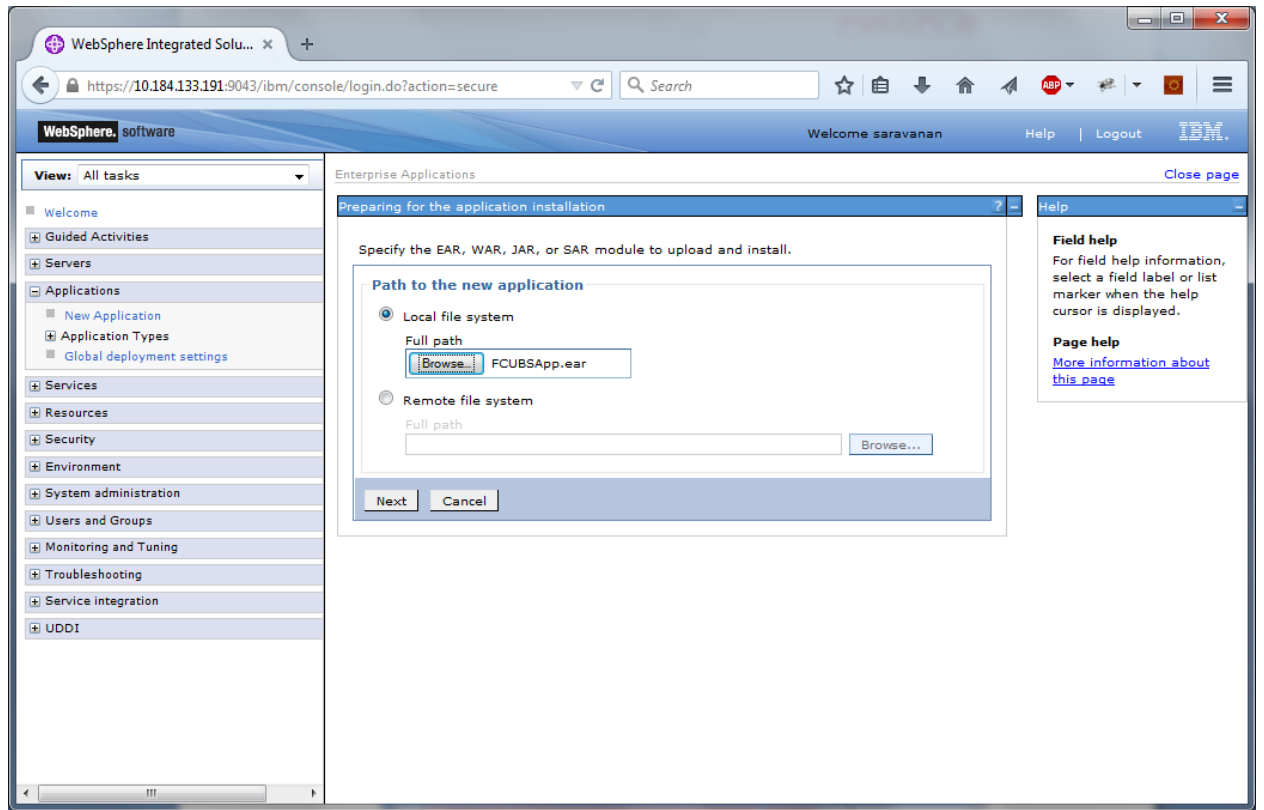 WebSphere Integrated Solu...
https://10.184.133.191:9043/ibm/console/login.do?action=secure
Search
ABP
WebSphere. software
Welcome saravanan
Help | Logout
IBM.
View: All tasks
Welcome
Guided Activities
Servers
Applications
New Application
Application Types
Global deployment settings
Services
Resources
Security
Environment
System administration
Users and Groups
Monitoring and Tuning
Troubleshooting
Service integration
UDDI
Enterprise Applications
Close page
Preparing for the application installation
?
Specify the EAR, WAR, JAR, or SAR module to upload and install.
Path to the new application
Local file system
Full path
Browse... FCUBSApp.ear
Remote file system
Full path
Browse...
Next Cancel
Help
Field help
For field help information,
select a field label or list
marker when the help
cursor is displayed.
Page help
More information about
this page